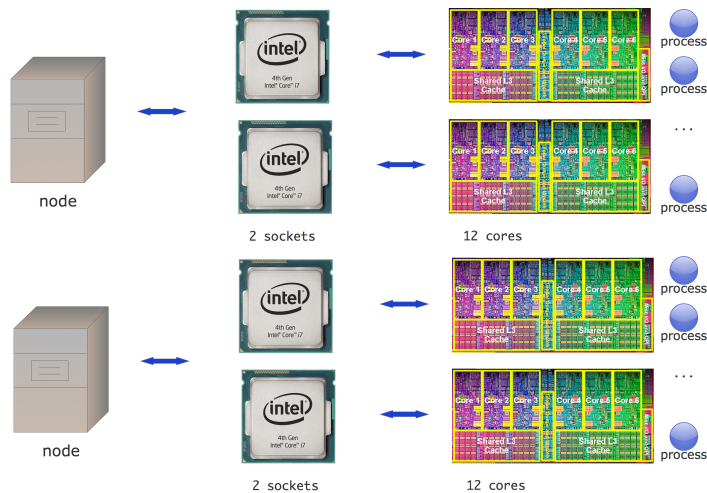 intel
4th Gen
Intel® Core™ i7
Core 1 Core 2 Core 3 Core 4 Core 5 Core 6
Shared L3
Cache
Shared L3
Cache
process
process
...
node
intel
4th Gen
Intel® Core™ i7
Core 1 Core 2 Core 3 Core 4 Core 5 Core 6
Shared L3
Cache
Shared L3
Cache
process
2 sockets
12 cores
intel
4th Gen
Intel® Core™ i7
Core 1 Core 2 Core 3 Core 4 Core 5 Core 6
Shared L3
Cache
Shared L3
Cache
process
process
...
node
intel
4th Gen
Intel® Core™ i7
Core 1 Core 2 Core 3 Core 4 Core 5 Core 6
Shared L3
Cache
Shared L3
Cache
process
2 sockets
12 cores